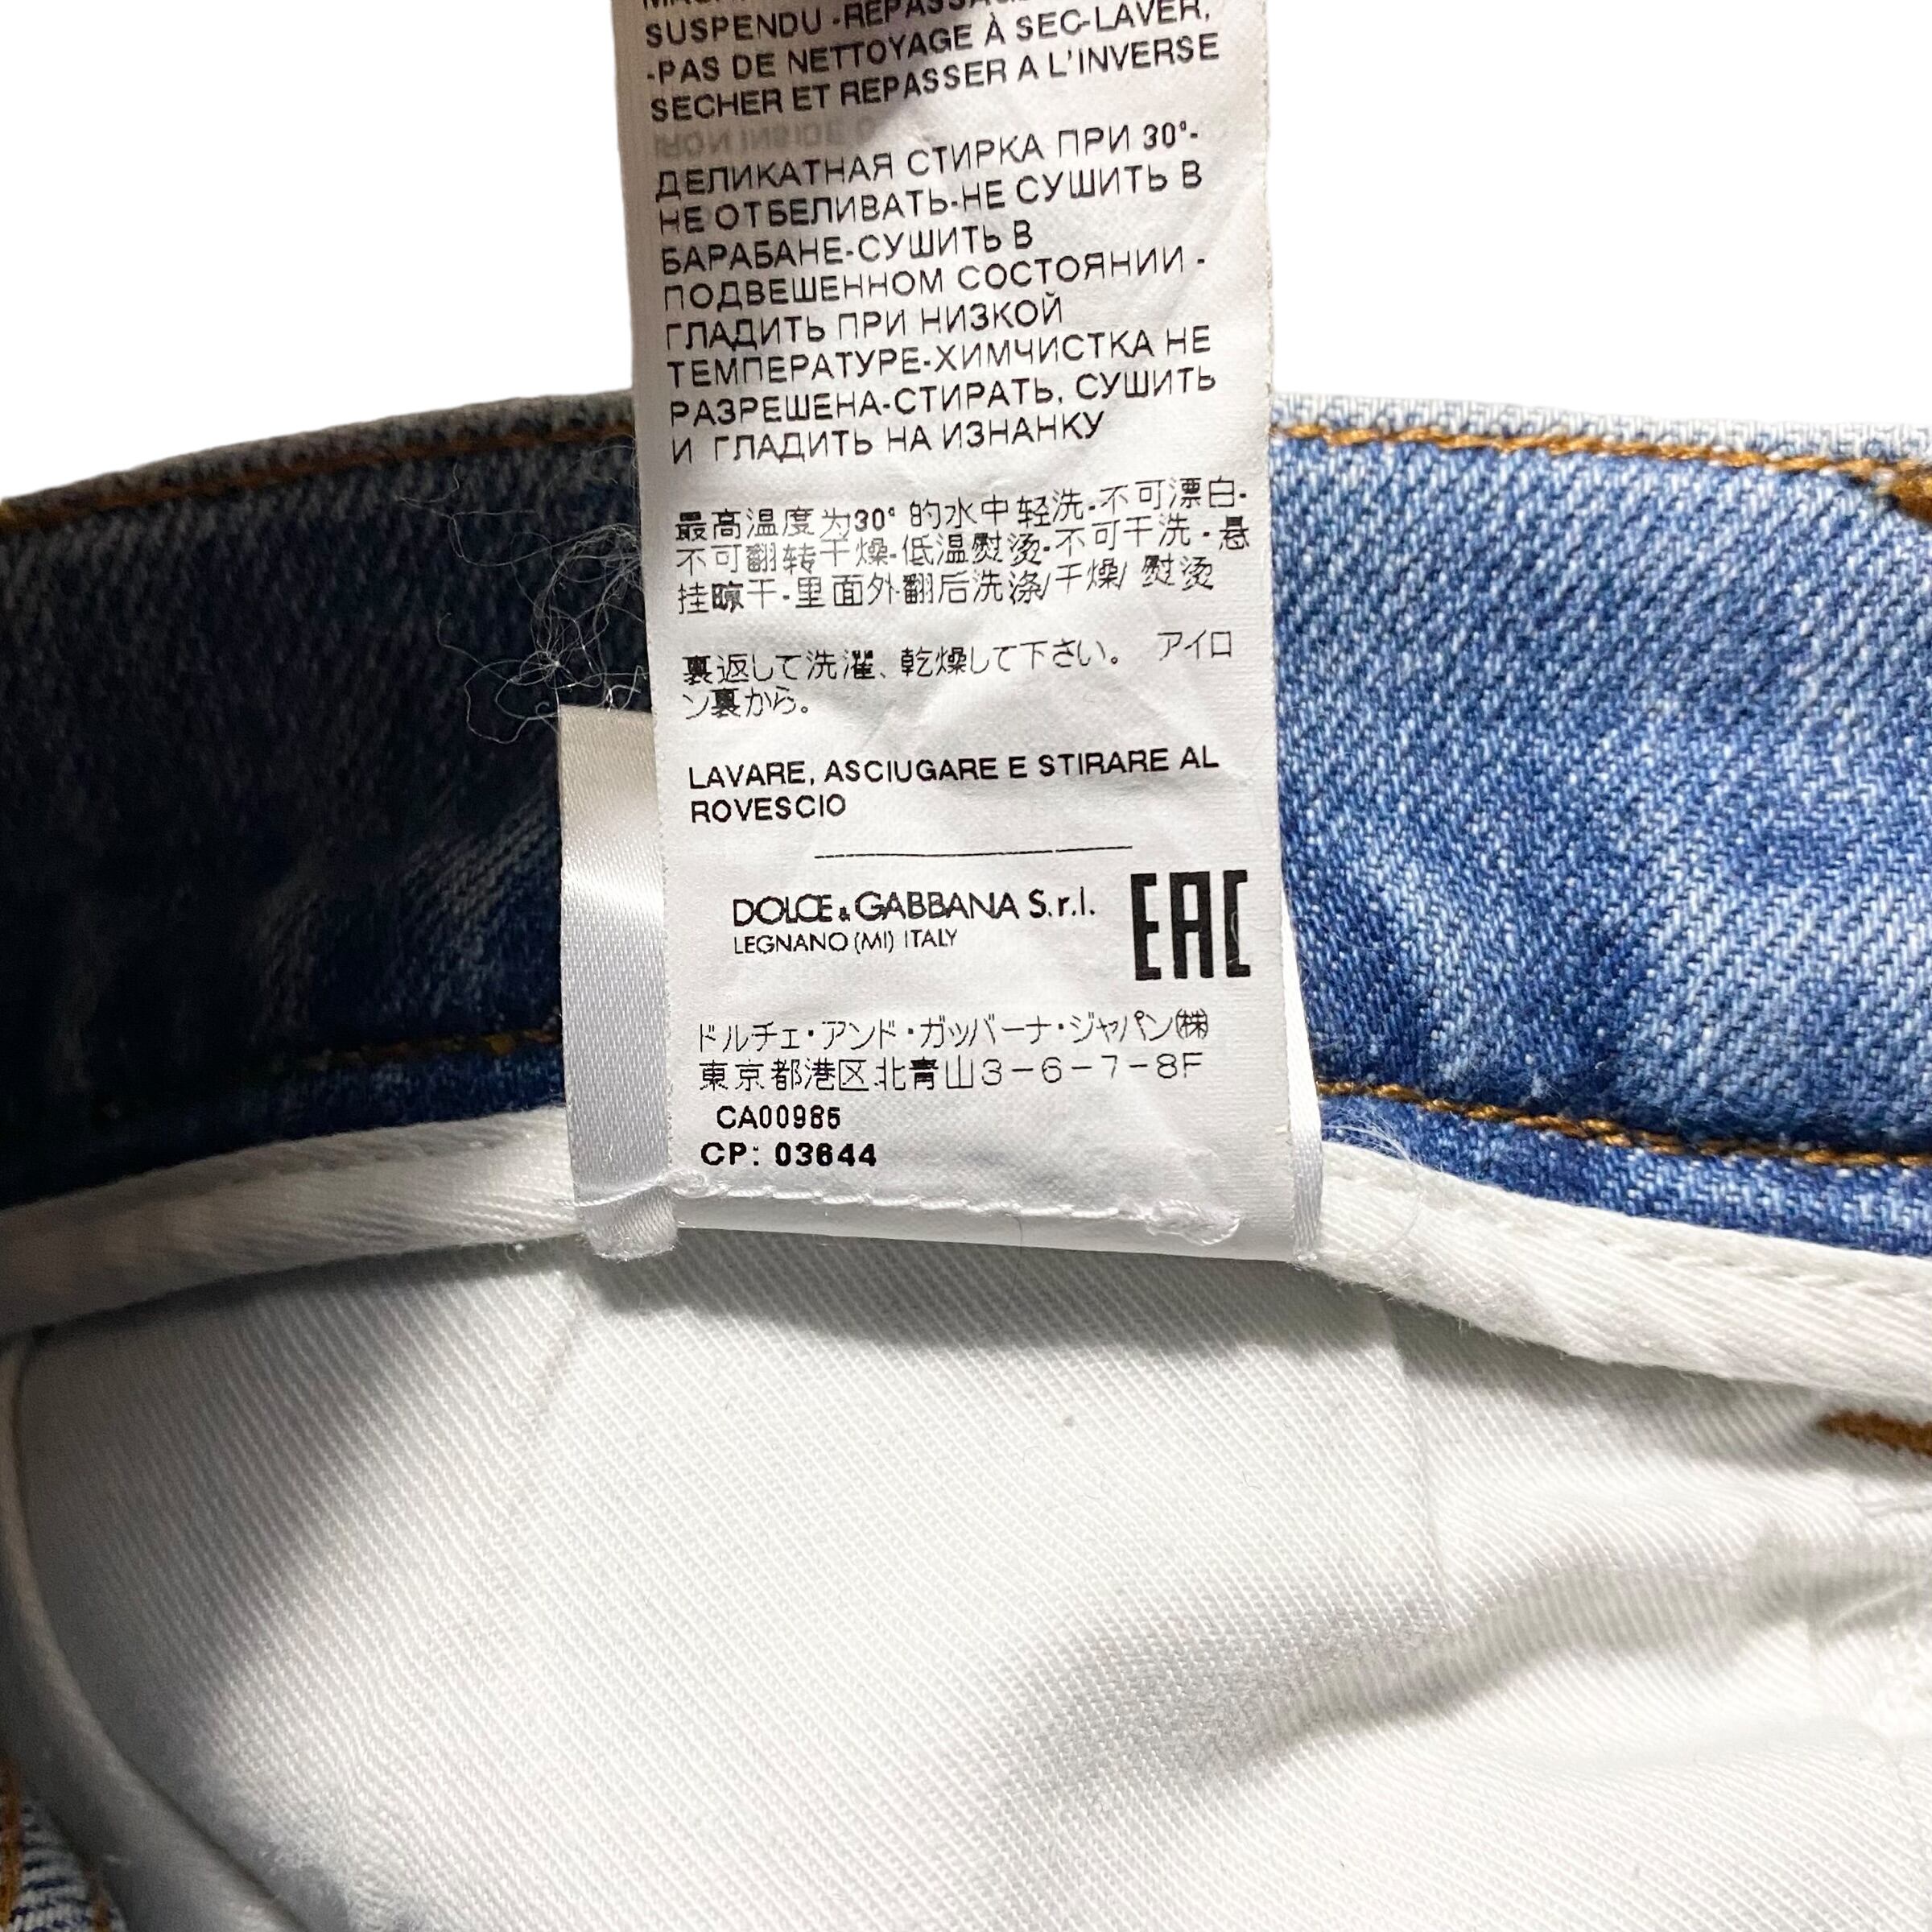 SUSPENDU -REPASSAGE
-PAS DE NETTOYAGE À SEC-LAVER,
SECHER ET REPASSER A L'INVERSE
ДЕЛИКАТНАЯ СТИРКА ПРИ 30°-
НЕ ОТБЕЛИВАТЬ-НЕ СУШИТЬ В
БАРАБАНЕ-СУШИТЬ В
ПОДВЕШЕННОМ СОСТОЯНИИ -
ГЛАДИТЬ ПРИ НИЗКОЙ
ТЕМПЕРАТУРЕ-ХИМЧИСТКА НЕ
РАЗРЕШЕНА-СТИРАТЬ, СУШИТЬ
И ГЛАДИТЬ НА ИЗНАНКУ
最高温度为30° 的水中轻洗-不可漂白-
不可翻转干燥-低温熨烫-不可干洗 - 悬
挂晾干-里面外翻后洗涤/干燥/ 熨烫
裏返して洗濯、乾燥して下さい。 アイロ
ン裏から。
LAVARE, ASCIUGARE E STIRARE AL
ROVESCIO
DOLCE & GABBANA S.r.l.
LEGNANO (MI) ITALY
EAC
ドルチェ・アンド・ガッバーナ・ジャパン㈱
東京都港区北青山3-6-7-8F
CA00985
CP: 03644